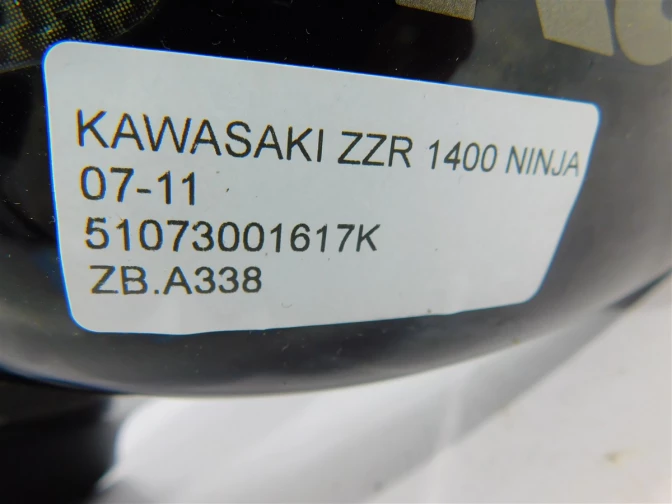 KAWASAKI ZZR 1400 NINJA
07-11
51073001617K
ZB.A338